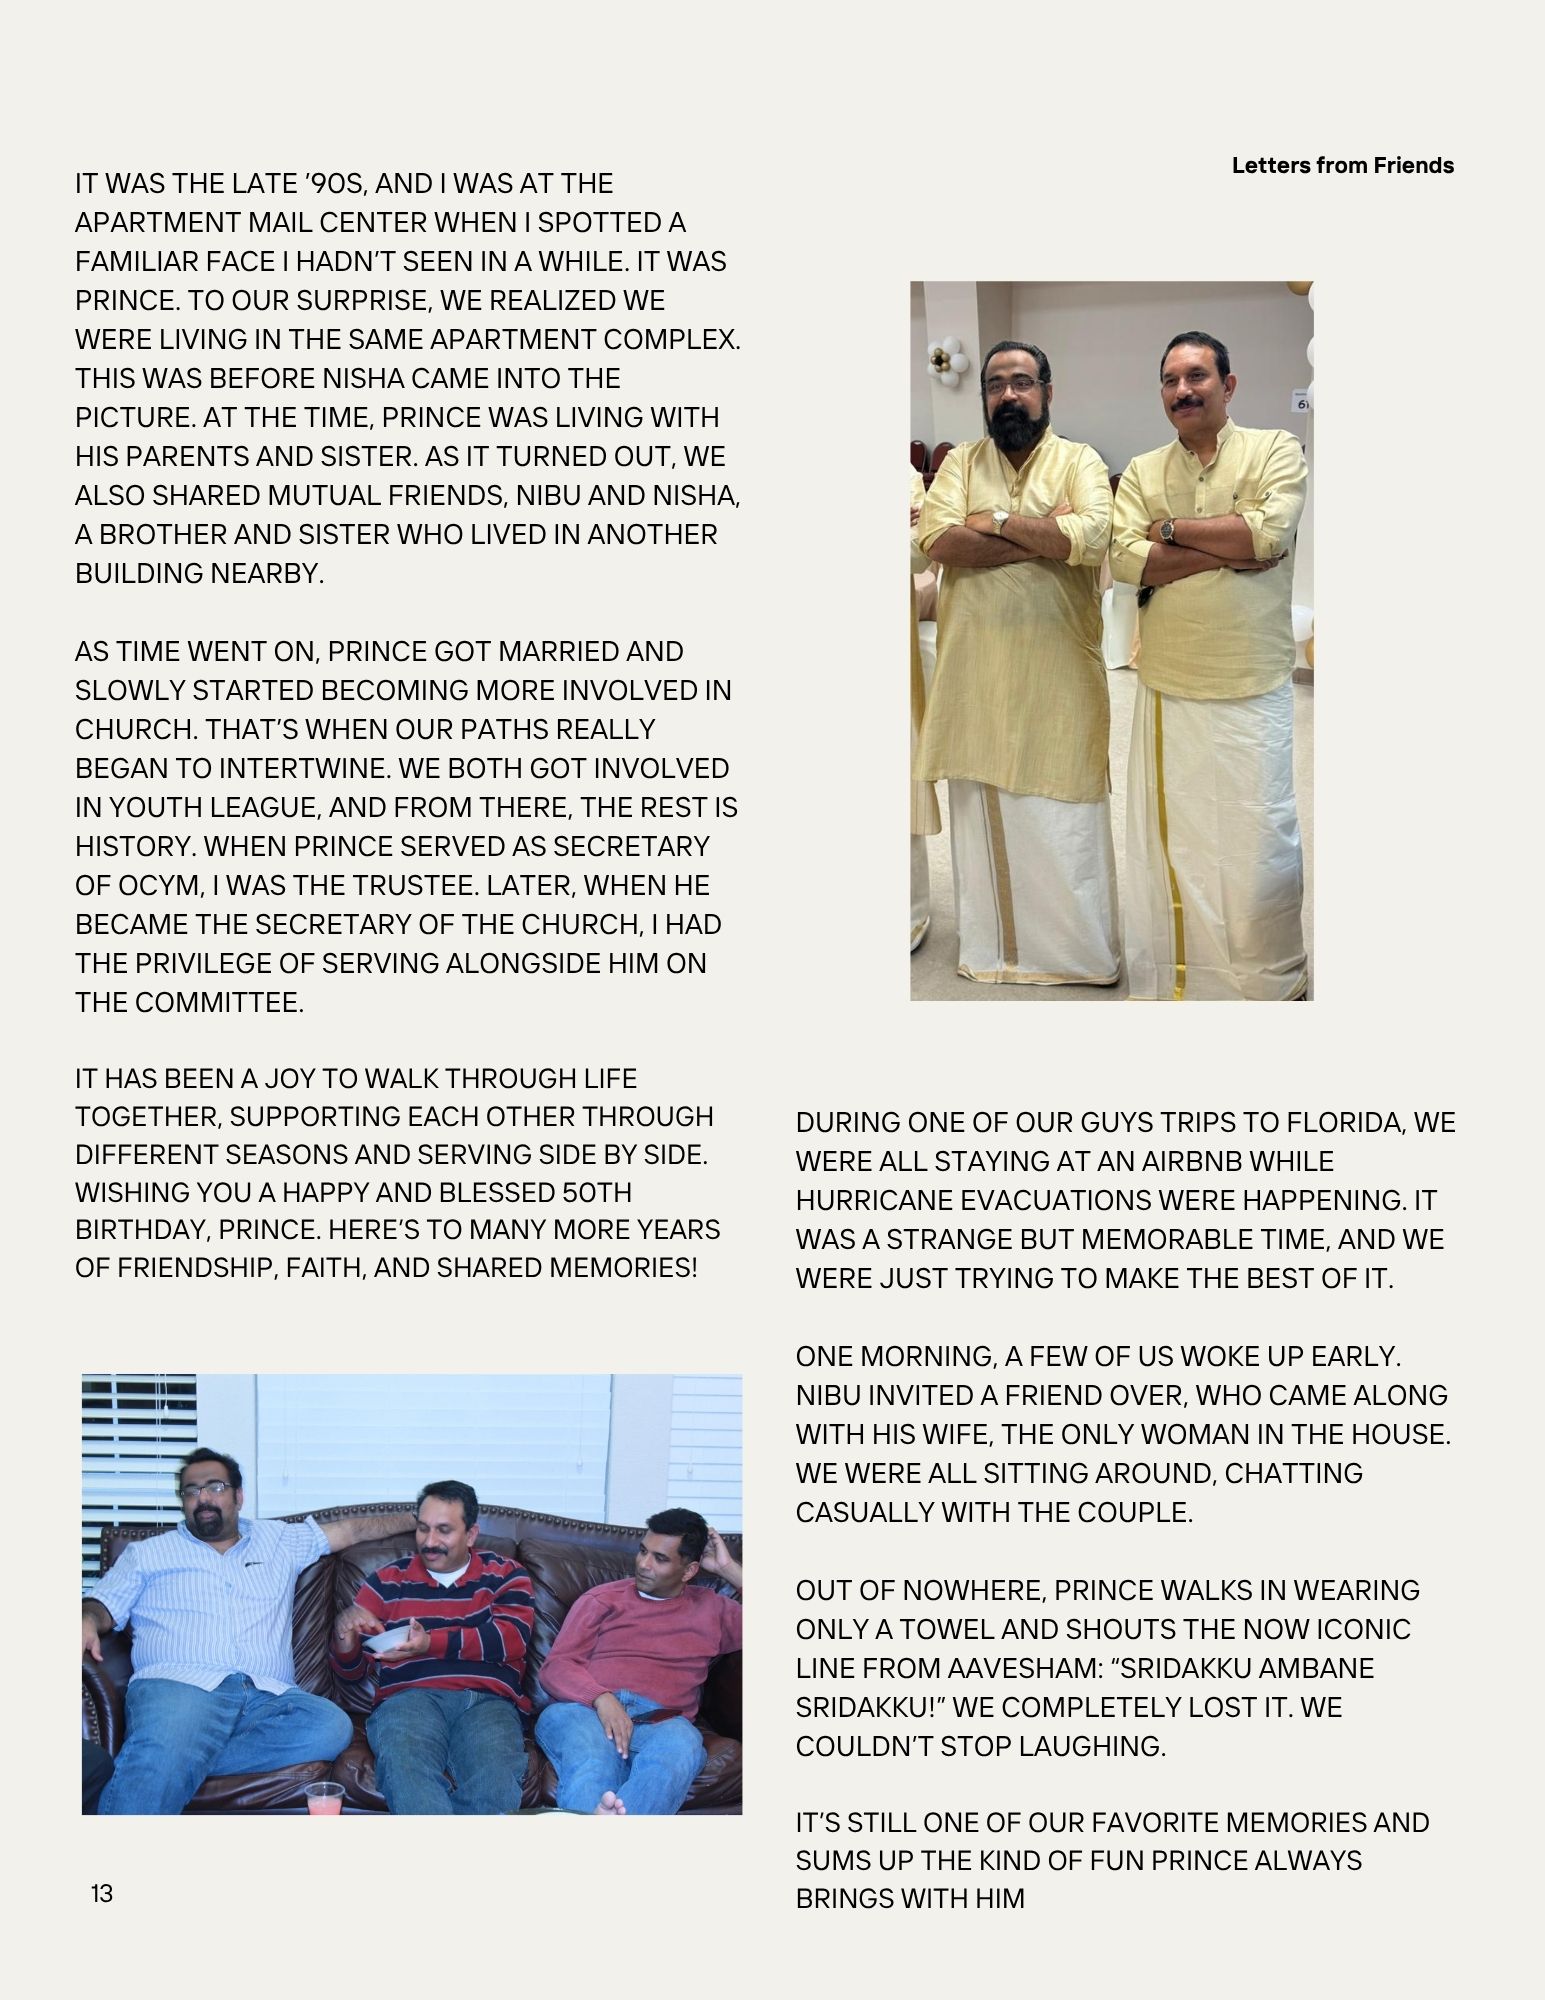 Letters from Friends
IT WAS THE LATE ’90S, AND I WAS AT THE
APARTMENT MAIL CENTER WHEN I SPOTTED A
FAMILIAR FACE I HADN’T SEEN IN A WHILE. IT WAS
PRINCE. TO OUR SURPRISE, WE REALIZED WE
WERE LIVING IN THE SAME APARTMENT COMPLEX.
THIS WAS BEFORE NISHA CAME INTO THE
PICTURE. AT THE TIME, PRINCE WAS LIVING WITH
HIS PARENTS AND SISTER. AS IT TURNED OUT, WE
ALSO SHARED MUTUAL FRIENDS, NIBU AND NISHA,
A BROTHER AND SISTER WHO LIVED IN ANOTHER
BUILDING NEARBY.
AS TIME WENT ON, PRINCE GOT MARRIED AND
SLOWLY STARTED BECOMING MORE INVOLVED IN
CHURCH. THAT’S WHEN OUR PATHS REALLY
BEGAN TO INTERTWINE. WE BOTH GOT INVOLVED
IN YOUTH LEAGUE, AND FROM THERE, THE REST IS
HISTORY. WHEN PRINCE SERVED AS SECRETARY
OF OCYM, I WAS THE TRUSTEE. LATER, WHEN HE
BECAME THE SECRETARY OF THE CHURCH, I HAD
THE PRIVILEGE OF SERVING ALONGSIDE HIM ON
THE COMMITTEE.
IT HAS BEEN A JOY TO WALK THROUGH LIFE
TOGETHER, SUPPORTING EACH OTHER THROUGH
DIFFERENT SEASONS AND SERVING SIDE BY SIDE.
WISHING YOU A HAPPY AND BLESSED 50TH
BIRTHDAY, PRINCE. HERE’S TO MANY MORE YEARS
OF FRIENDSHIP, FAITH, AND SHARED MEMORIES!
6
DURING ONE OF OUR GUYS TRIPS TO FLORIDA, WE
WERE ALL STAYING AT AN AIRBNB WHILE
HURRICANE EVACUATIONS WERE HAPPENING. IT
WAS A STRANGE BUT MEMORABLE TIME, AND WE
WERE JUST TRYING TO MAKE THE BEST OF IT.
ONE MORNING, A FEW OF US WOKE UP EARLY.
NIBU INVITED A FRIEND OVER, WHO CAME ALONG
WITH HIS WIFE, THE ONLY WOMAN IN THE HOUSE.
WE WERE ALL SITTING AROUND, CHATTING
CASUALLY WITH THE COUPLE.
OUT OF NOWHERE, PRINCE WALKS IN WEARING
ONLY A TOWEL AND SHOUTS THE NOW ICONIC
LINE FROM AAVESHAM: “SRIDAKKU AMBANE
SRIDAKKU!” WE COMPLETELY LOST IT. WE
COULDN’T STOP LAUGHING.
IT’S STILL ONE OF OUR FAVORITE MEMORIES AND
SUMS UP THE KIND OF FUN PRINCE ALWAYS
BRINGS WITH HIM
13